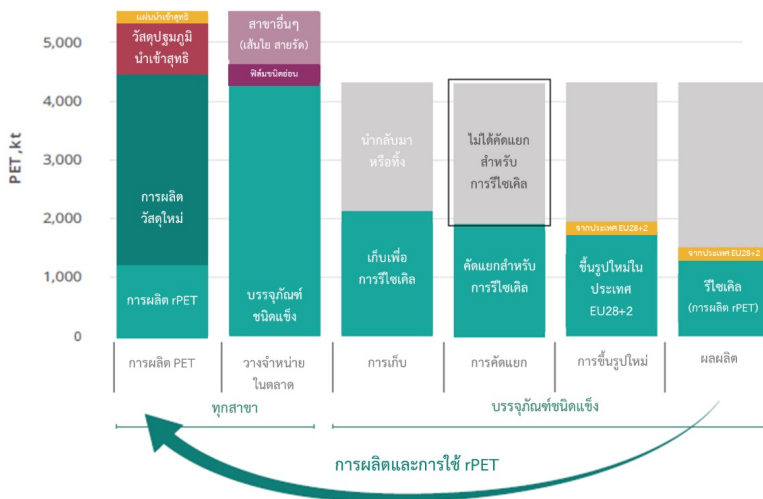 แผ่นนำเข้าสุทธิ
5,000
วัสดุปฐมภูมิ
นำเข้าสุทธิ
สาขาอื่นๆ
(เส้นใย สายรัด)
ฟิล์มชนิดอ่อน
4,000
PET,kt
3,000
2,000
1,000
0
การผลิต
วัสดุใหม่
การผลิต rPET
บรรจุภัณฑ์
ชนิดแข็ง
นำกลับมา
หรือทิ้ง
เก็บเพื่อ
การรีไซเคิล
ไม่ได้คัดแยก
สำหรับ
การรีไซเคิล
คัดแยกสำหรับ
การรีไซเคิล
จากประเทศ EU28+2
ขึ้นรูปใหม่ใน
ประเทศ
EU28+2
จากประเทศ EU28+2
รีไซเคิล
(การผลิต rPET)
การผลิต PET
วางจำหน่าย
ในตลาด
การเก็บ
การคัดแยก
การขึ้นรูปใหม่
ผลผลิต
ทุกสาขา
บรรจุภัณฑ์ชนิดแข็ง
การผลิตและการใช้ rPET